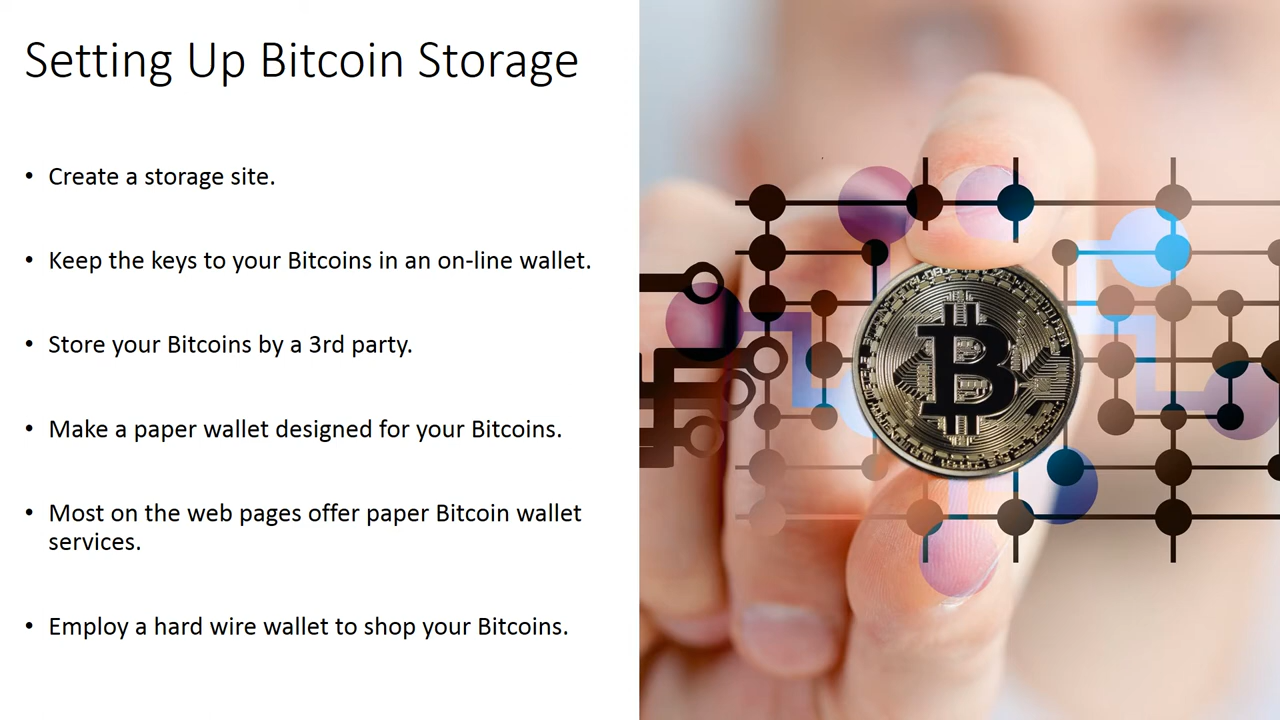 Setting Up Bitcoin Storage
• Create a storage site.
• Keep the keys to your Bitcoins in an on-line wallet.
• Store your Bitcoins by a 3rd party.
• Make a paper wallet designed for your Bitcoins.
• Most on the web pages offer paper Bitcoin wallet
services.
• Employ a hard wire wallet to shop your Bitcoins.